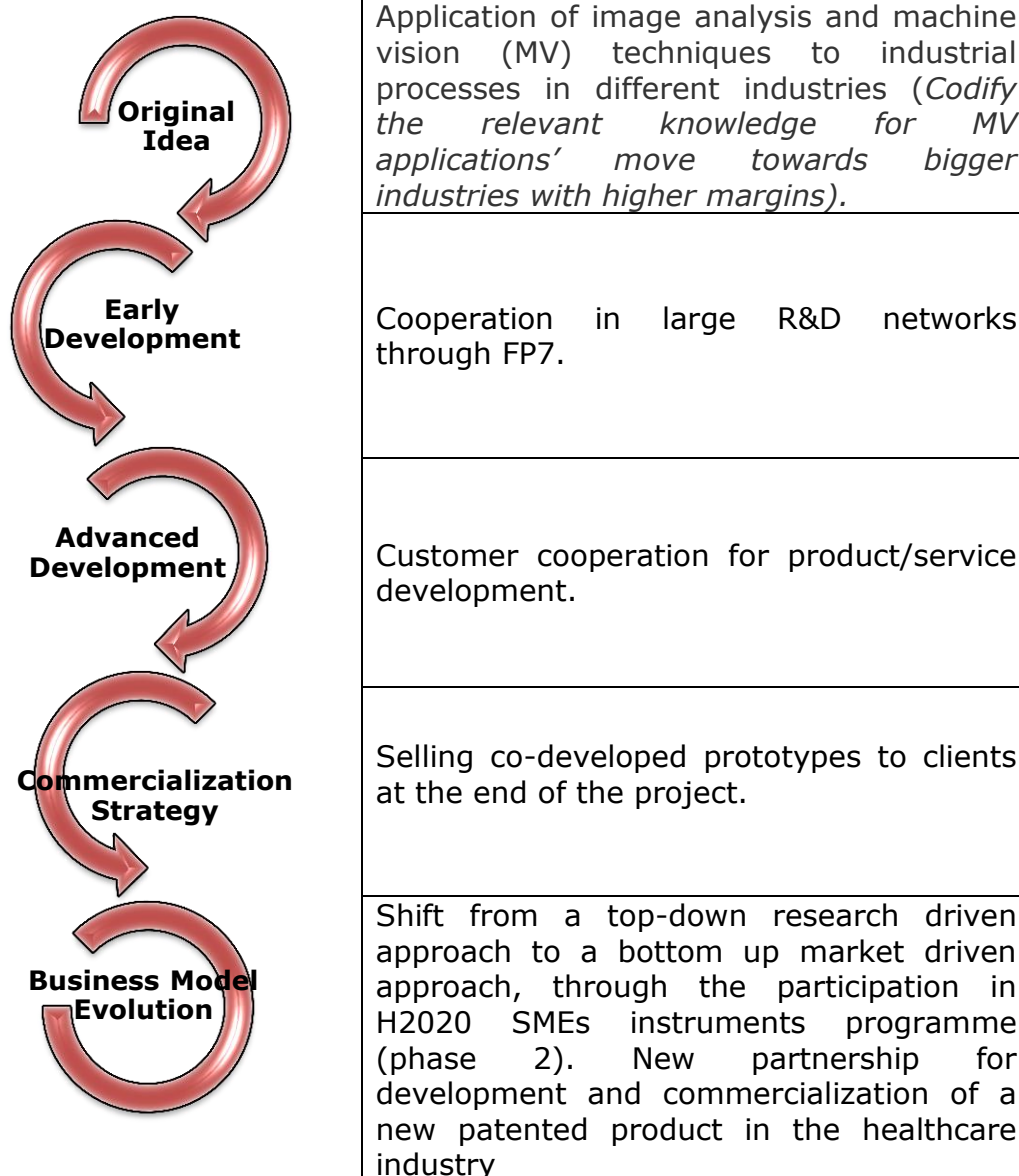 Original
Idea
Application of image analysis and machine
vision (MV) techniques to industrial
processes in different industries (Codify
the relevant knowledge for MV
applications’ move towards bigger
industries with higher margins).
Early
Development
Cooperation in large R&D networks
through FP7.
Advanced
Development
Customer cooperation for product/service
development.
Commercialization
Strategy
Selling co-developed prototypes to clients
at the end of the project.
Business Model
Evolution
Shift from a top-down research driven
approach to a bottom up market driven
approach, through the participation in
H2020 SMEs instruments programme
(phase 2). New partnership for
development and commercialization of a
new patented product in the healthcare
industry